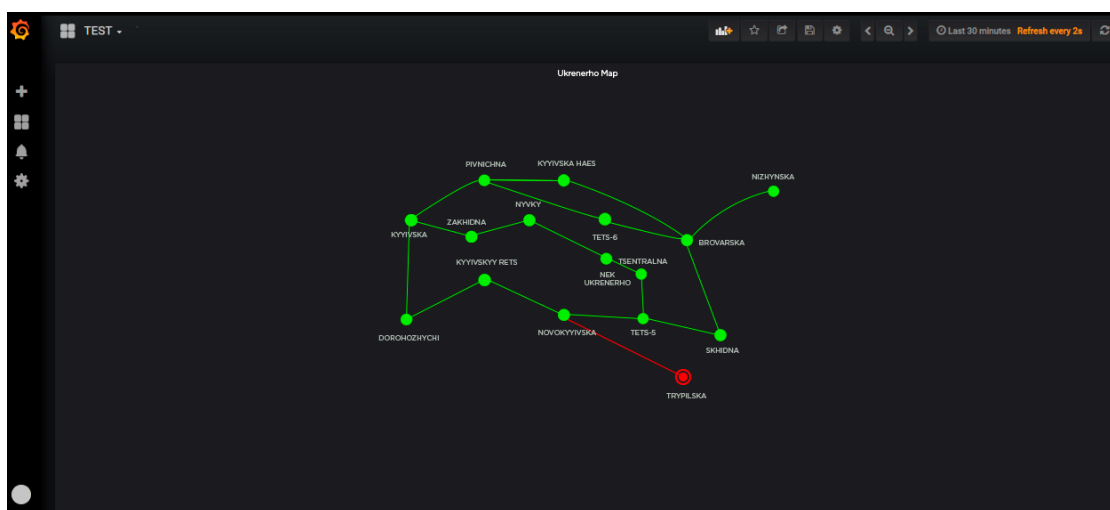 TEST
Last 30 minutes Refresh every 2s
Ukrenerho Map
PIVNICHNA
KYYIVSKA HAES
NIZHYNSKA
NYVKY
ZAKHIDNA
KYYIVSKA
TETS-6
BROVARSKA
KYYIVSKYY RETS
TSENTRALNA
NEK
UKRENERHO
DOROHOZHYCHI
NOVOKYYIVSKA
TETS-5
SKHIDNA
TRYPILSKA